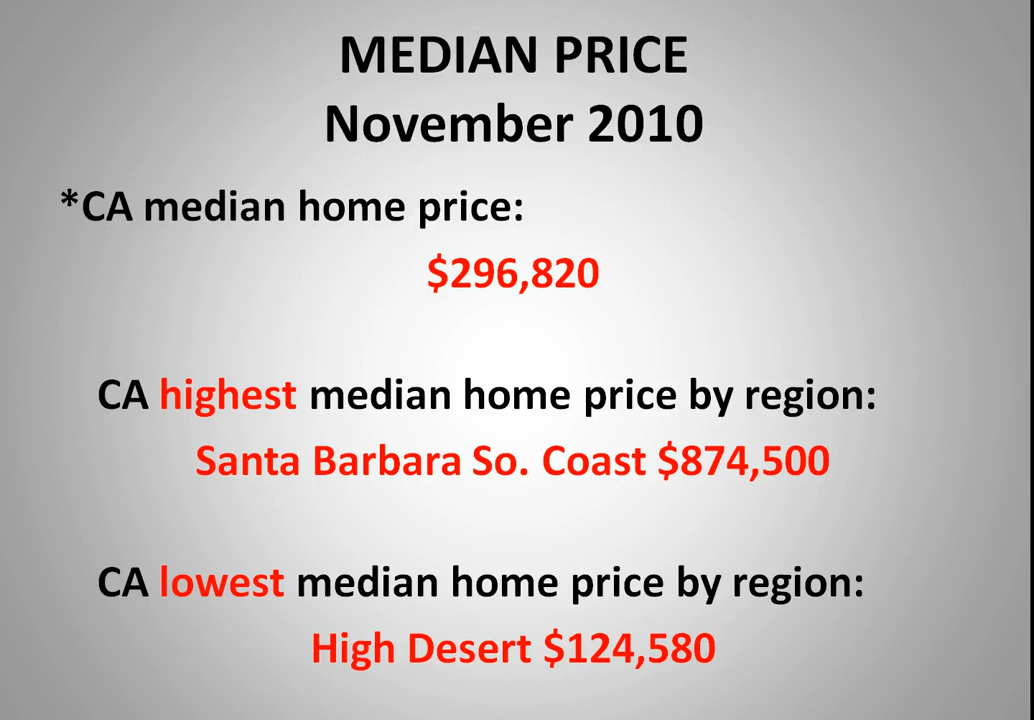 MEDIAN PRICE
November 2010
*CA median home price:
$296,820
CA highest median home price by region:
Santa Barbara So. Coast $874,500
CA lowest median home price by region:
High Desert $124,580